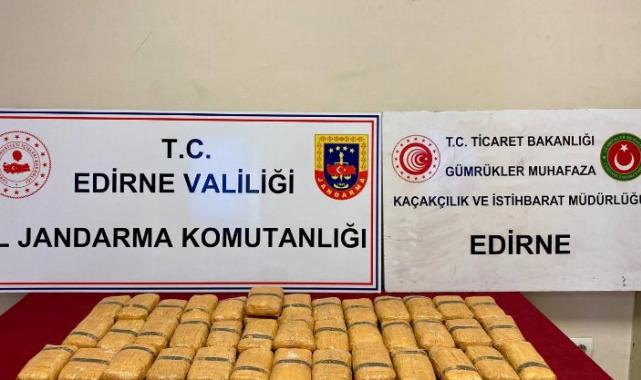 T.C.
EDİRNE VALİLİĞİ
L JANDARMA KOMUTANLIĞI
JANDARMA
T.C. TİCARET BAKANLIĞI
GÜMRÜKLER MUHAFAZA
KAÇAKÇILIK VE İSTİHBARAT MÜDÜRLÜĞÜ
EDİRNE